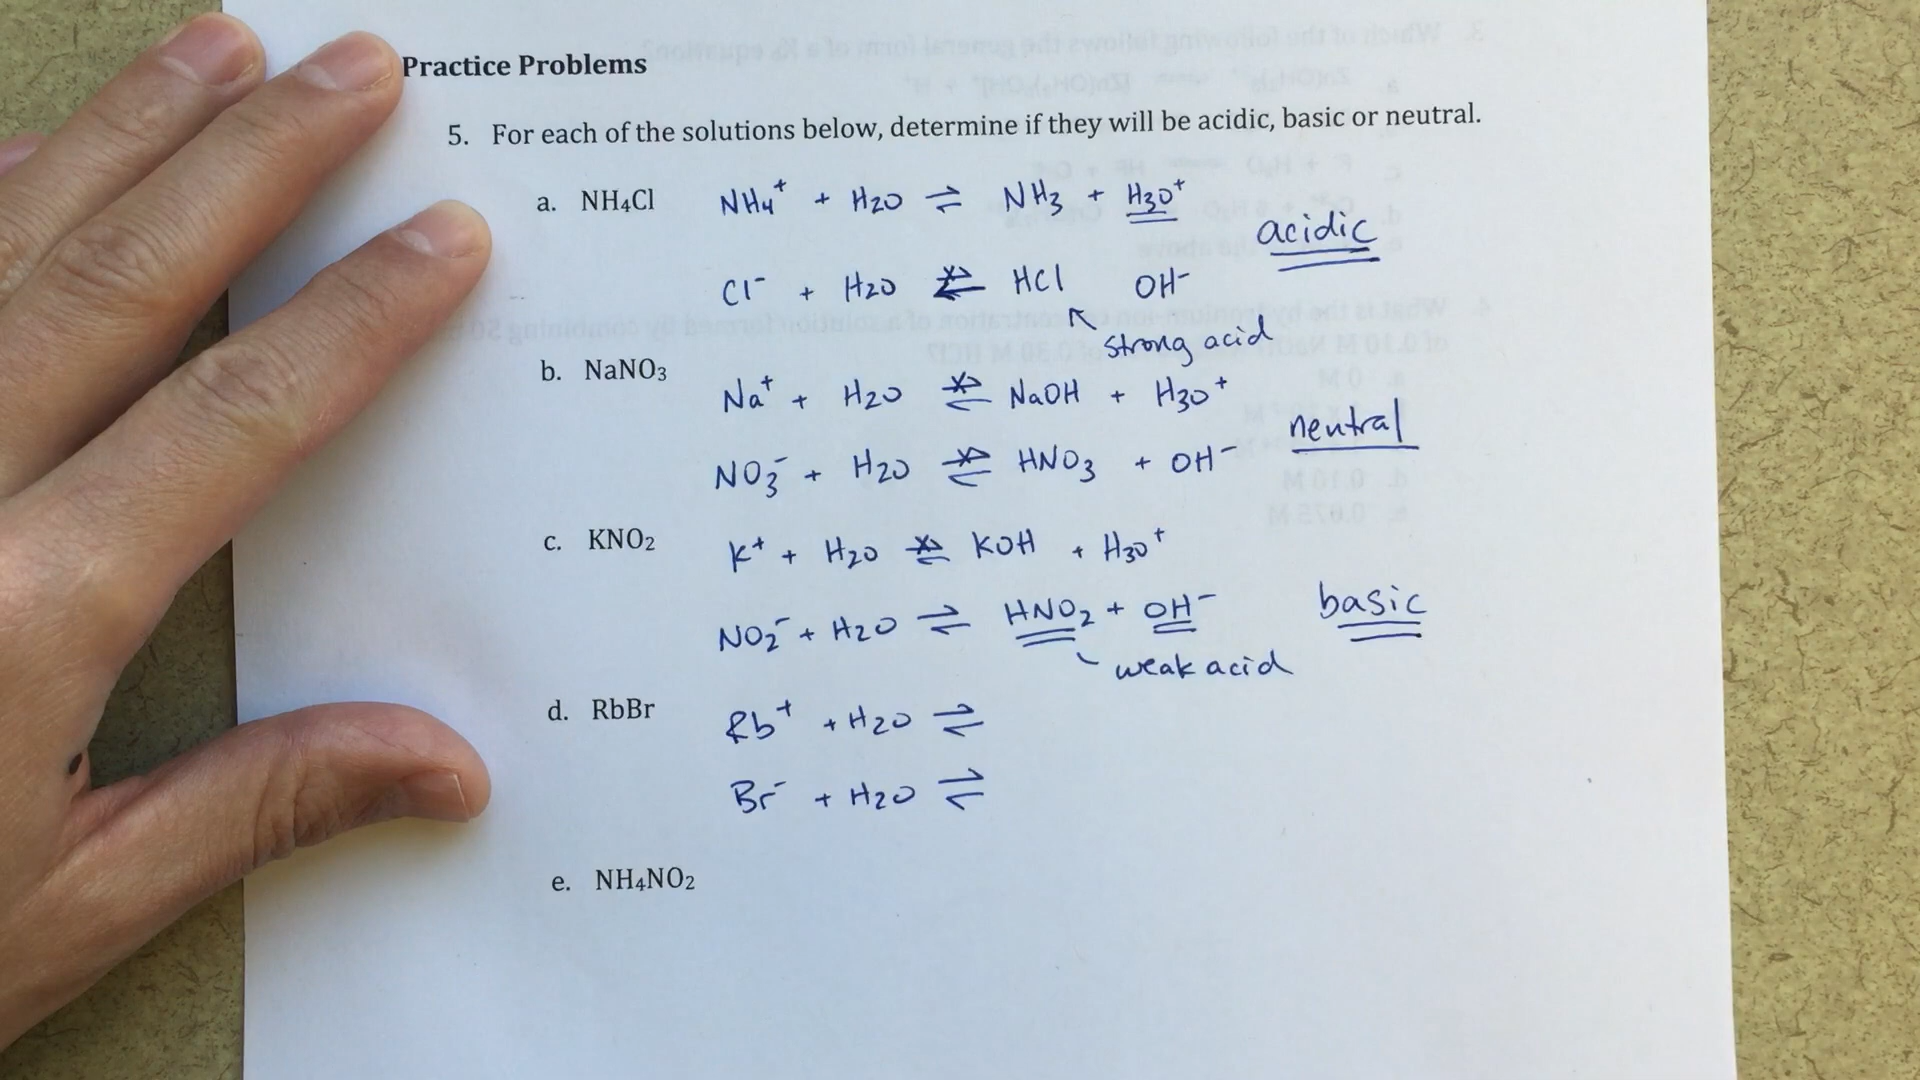 Practice Problems
5. For each of the solutions below, determine if they will be acidic, basic or neutral.
a. NH₄Cl NH₄⁺ + H₂O ⇌ NH₃ + H₃O⁺
acidic
Cl⁻ + H₂O ⇌ HCl OH⁻
strong acid
b. NaNO₃
Na⁺ + H₂O ⇌ NaOH + H₃O⁺
neutral
NO₃⁻ + H₂O ⇌ HNO₃ + OH⁻
c. KNO₂ K⁺ + H₂O ⇌ KOH + H₃O⁺
NO₂⁻ + H₂O ⇌ HNO₂ + OH⁻ basic
weak acid
d. RbBr Rb⁺ + H₂O ⇌
Br⁻ + H₂O ⇌
e. NH₄NO₂